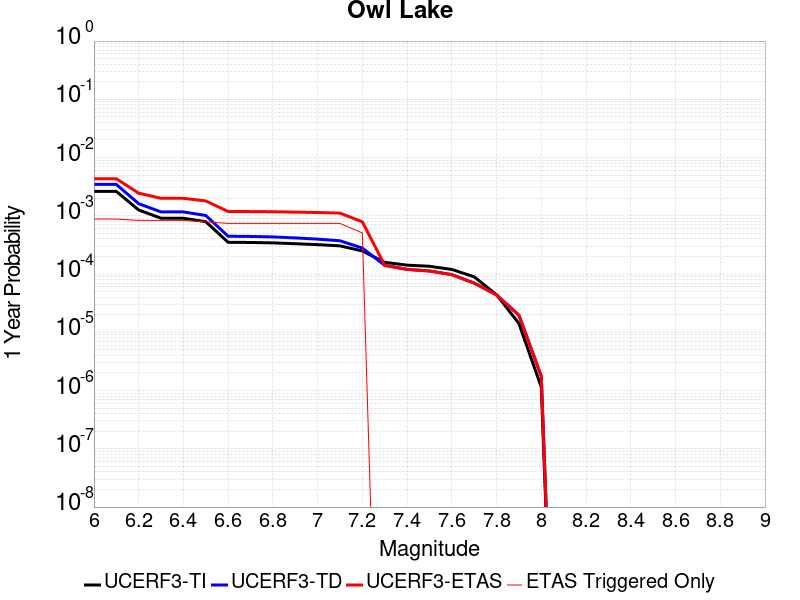 Owl Lake
10^0
10^-1
10^-2
10^-3
10^-4
10^-5
10^-6
10^-7
10^-8
1 Year Probability
6 6.2 6.4 6.6 6.8 7 7.2 7.4 7.6 7.8 8 8.2 8.4 8.6 8.8 9
Magnitude
UCERF3-TI UCERF3-TD UCERF3-ETAS ETAS Triggered Only